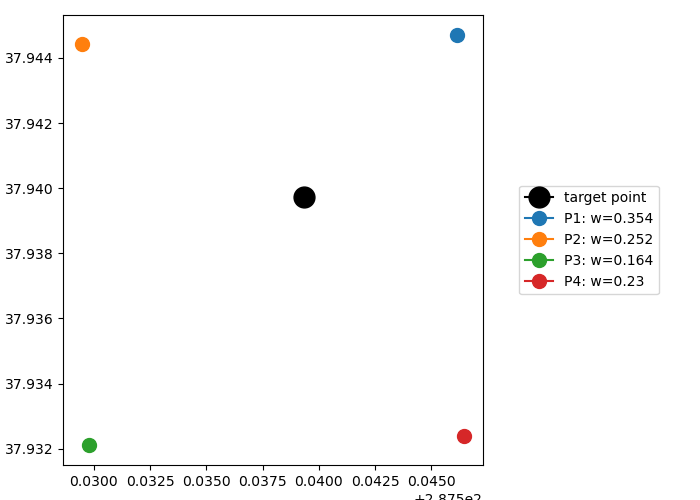 37.944
37.942
37.940
37.938
37.936
37.934
37.932
0.0300 0.0325 0.0350 0.0375 0.0400 0.0425 0.0450
+2.875e2
target point
P1: w=0.354
P2: w=0.252
P3: w=0.164
P4: w=0.23